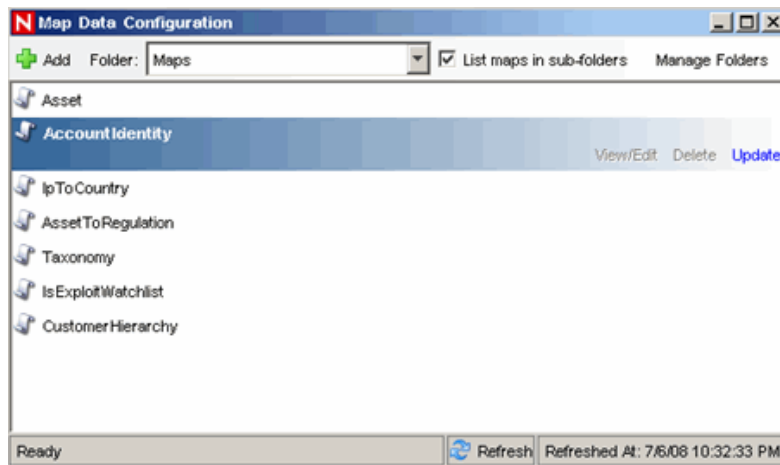 N Map Data Configuration
Add Folder: Maps List maps in sub-folders Manage Folders
Asset
AccountIdentity
View/Edit Delete Update
IpToCountry
AssetToRegulation
Taxonomy
IsExploitWatchlist
CustomerHierarchy
Ready Refresh Refreshed At: 7/6/08 10:32:33 PM